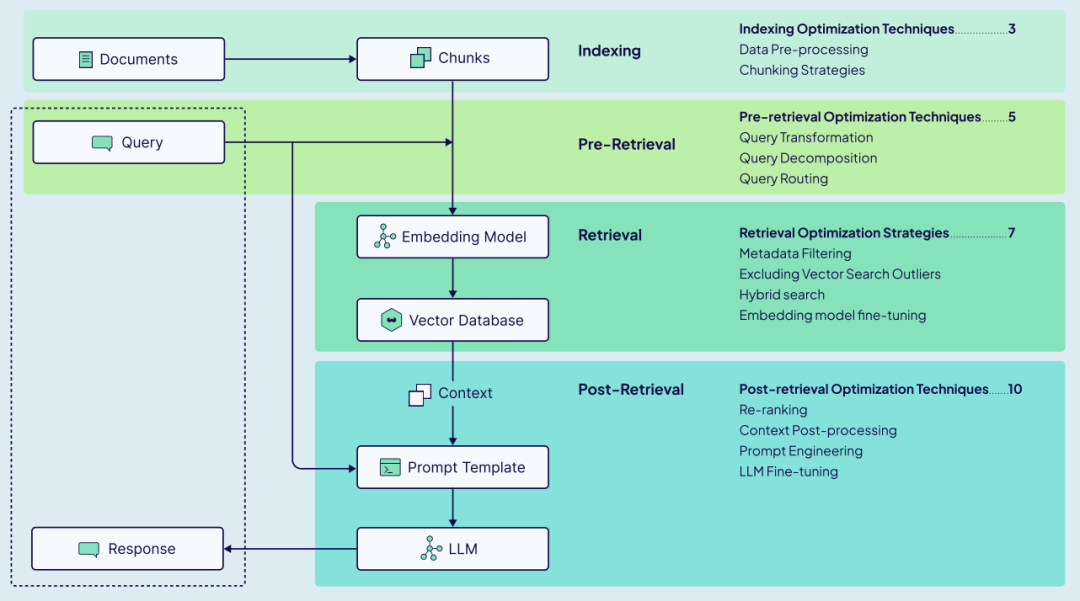 Documents
Chunks
Indexing
Indexing Optimization Techniques..................3
Data Pre-processing
Chunking Strategies
Query
Pre-Retrieval
Pre-retrieval Optimization Techniques.........5
Query Transformation
Query Decomposition
Query Routing
Embedding Model
Vector Database
Retrieval
Retrieval Optimization Strategies...................7
Metadata Filtering
Excluding Vector Search Outliers
Hybrid search
Embedding model fine-tuning
Context
Prompt Template
LLM
Response
Post-Retrieval
Post-retrieval Optimization Techniques......10
Re-ranking
Context Post-processing
Prompt Engineering
LLM Fine-tuning